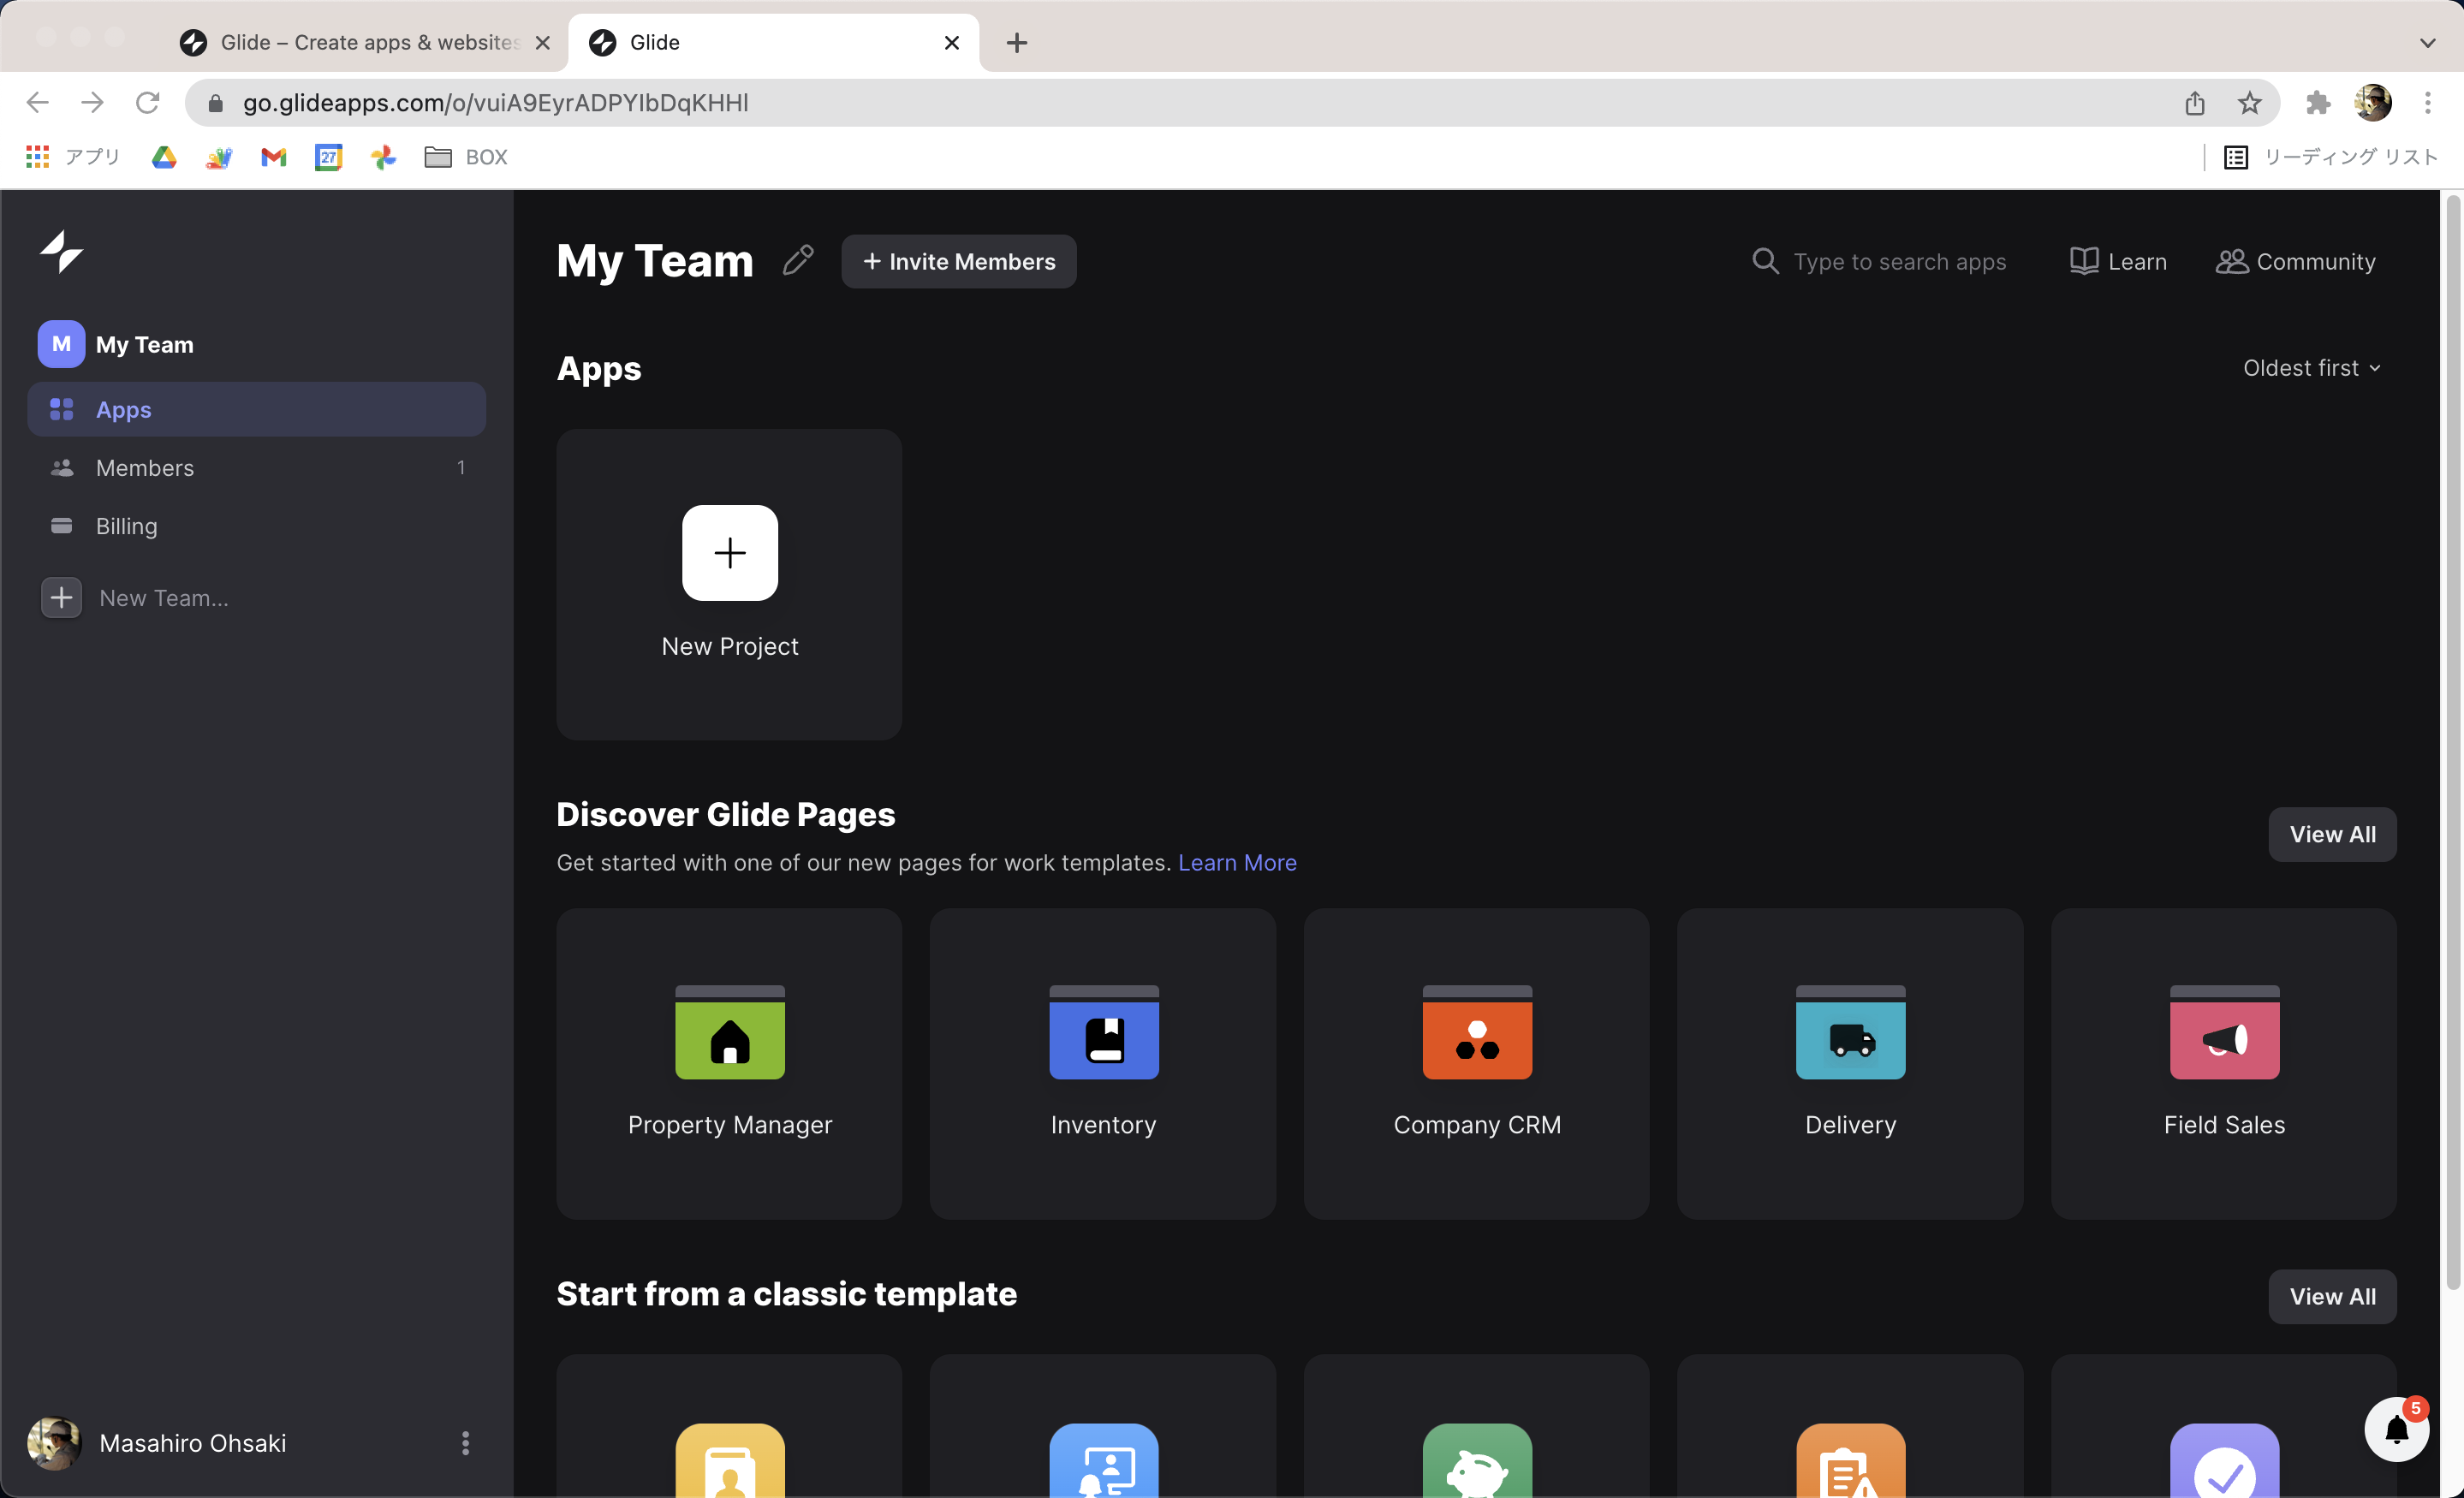 Glide – Create apps & websites
Glide
go.glideapps.com/o/vuiA9EyrADPYIbDqKHHl
アプリ
27
BOX
リーディング リスト
My Team
+ Invite Members
Type to search apps
Learn
Community
M
My Team
Apps
Members
1
Billing
New Team...
Apps
Oldest first
New Project
Discover Glide Pages
Get started with one of our new pages for work templates. Learn More
View All
Property Manager
Inventory
Company CRM
Delivery
Field Sales
Start from a classic template
View All
Masahiro Ohsaki
5